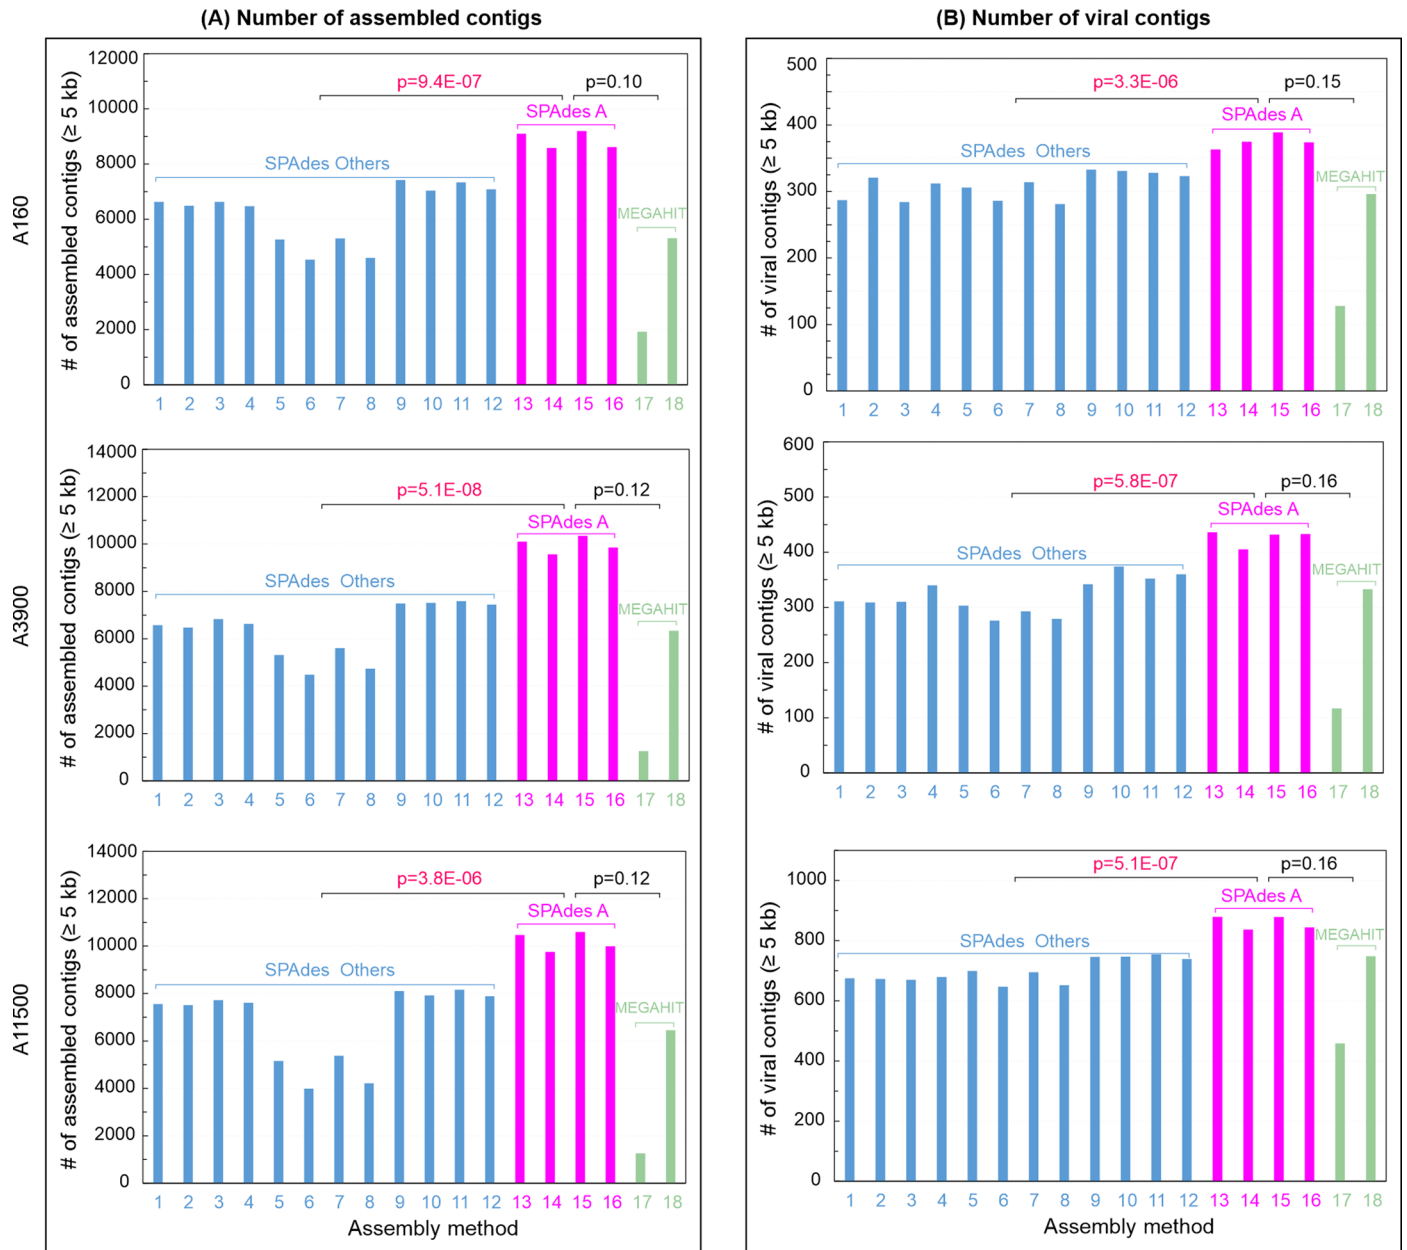 (A) Number of assembled contigs
(B) Number of viral contigs
A160
# of assembled contigs (≥ 5 kb)
12000
10000
8000
6000
4000
2000
0
p=9.4E-07
p=0.10
SPAdes A
SPAdes Others
MEGAHIT
1 2 3 4 5 6 7 8 9 10 11 12 13 14 15 16 17 18
# of viral contigs (≥ 5 kb)
500
400
300
200
100
0
p=3.3E-06
p=0.15
SPAdes A
SPAdes Others
MEGAHIT
1 2 3 4 5 6 7 8 9 10 11 12 13 14 15 16 17 18
A3900
# of assembled contigs (≥ 5 kb)
14000
12000
10000
8000
6000
4000
2000
0
p=5.1E-08
p=0.12
SPAdes A
SPAdes Others
MEGAHIT
1 2 3 4 5 6 7 8 9 10 11 12 13 14 15 16 17 18
# of viral contigs (≥ 5 kb)
600
500
400
300
200
100
0
p=5.8E-07
p=0.16
SPAdes A
SPAdes Others
MEGAHIT
1 2 3 4 5 6 7 8 9 10 11 12 13 14 15 16 17 18
A11500
# of assembled contigs (≥ 5 kb)
14000
12000
10000
8000
6000
4000
2000
0
p=3.8E-06
p=0.12
SPAdes A
SPAdes Others
MEGAHIT
1 2 3 4 5 6 7 8 9 10 11 12 13 14 15 16 17 18
Assembly method
# of viral contigs (≥ 5 kb)
1000
800
600
400
200
0
p=5.1E-07
p=0.16
SPAdes A
SPAdes Others
MEGAHIT
1 2 3 4 5 6 7 8 9 10 11 12 13 14 15 16 17 18
Assembly method